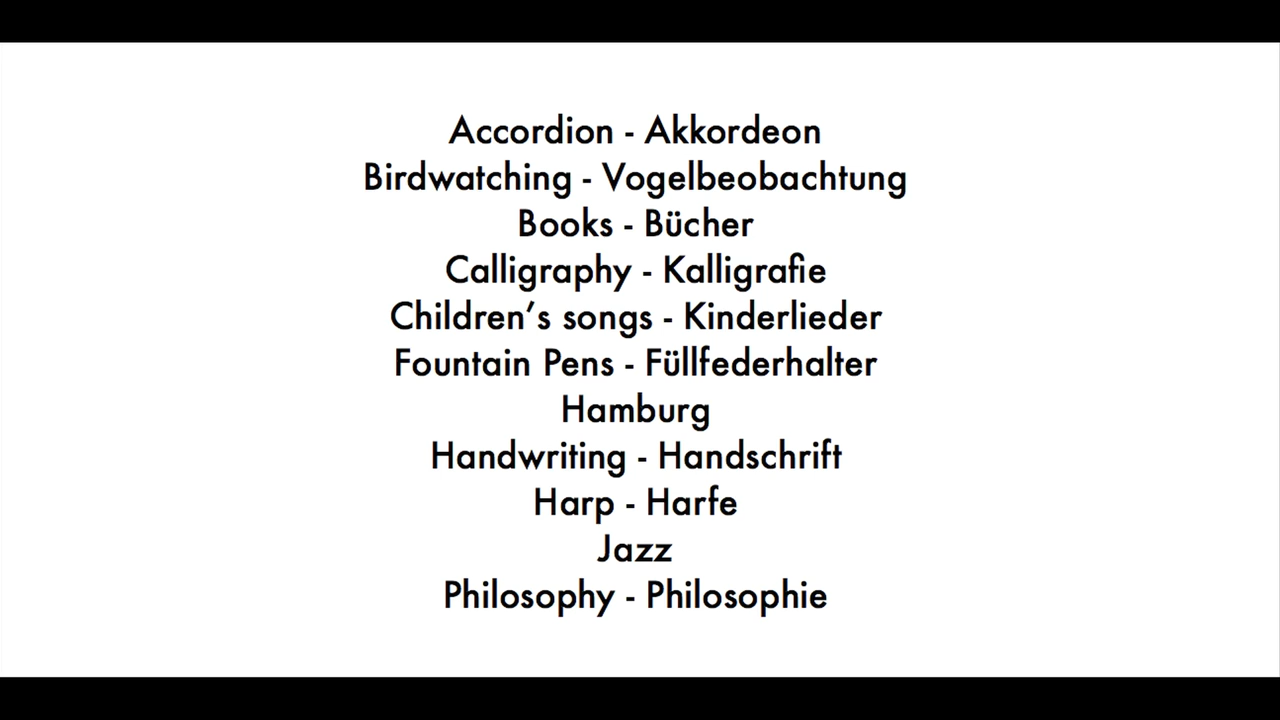 Accordion - Akkordeon
Birdwatching - Vogelbeobachtung
Books - Bücher
Calligraphy - Kalligrafie
Children’s songs - Kinderlieder
Fountain Pens - Füllfederhalter
Hamburg
Handwriting - Handschrift
Harp - Harfe
Jazz
Philosophy - Philosophie